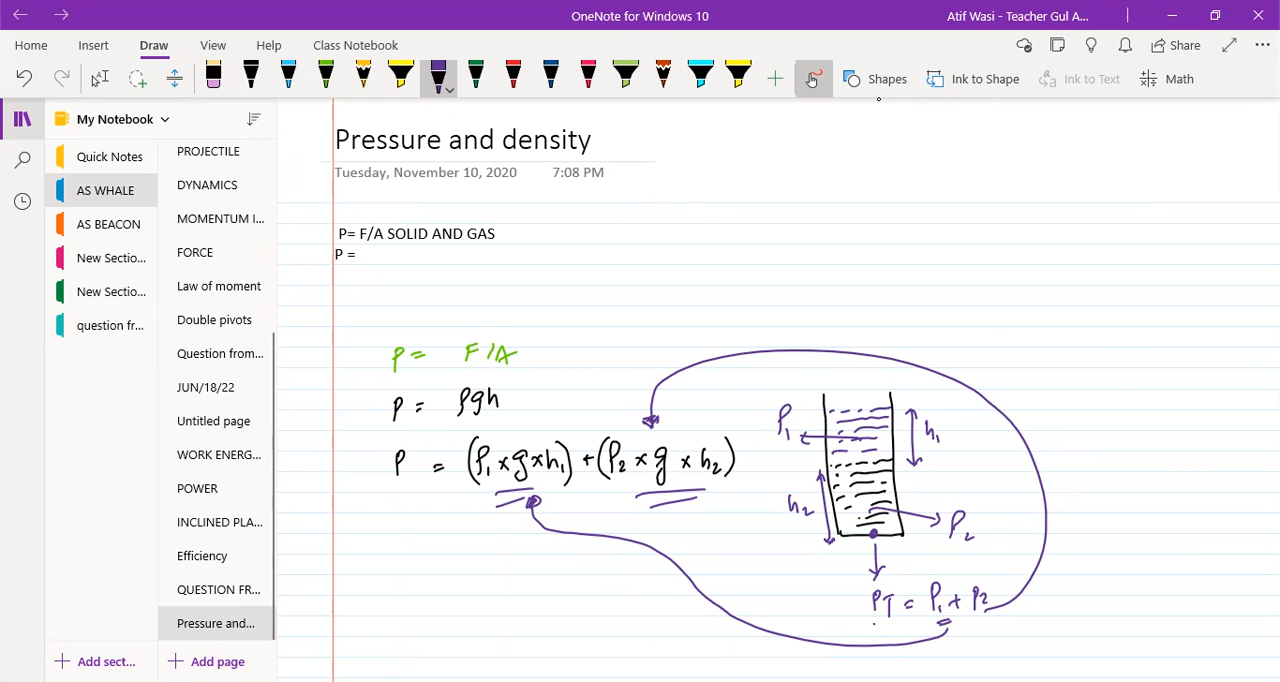 OneNote for Windows 10
Atif Wasi - Teacher Gul A...
Home Insert Draw View Help Class Notebook
Share
Shapes Ink to Shape Ink to Text Math
My Notebook
Quick Notes
AS WHALE
AS BEACON
New Sectio...
New Sectio...
question fr...
Add sect...
PROJECTILE
DYNAMICS
MOMENTUM I...
FORCE
Law of moment
Double pivots
Question from...
JUN/18/22
Untitled page
WORK ENERG...
POWER
INCLINED PLA...
Efficiency
QUESTION FR...
Pressure and...
Add page
Pressure and density
Tuesday, November 10, 2020 7:08 PM
P= F/A SOLID AND GAS
P =
P = F/A
P = ρgh
P = (ρ₁ × g × h₁) + (ρ₂ × g × h₂)
ρ₁
h₁
h₂
ρ₂
PT = P₁ + P₂